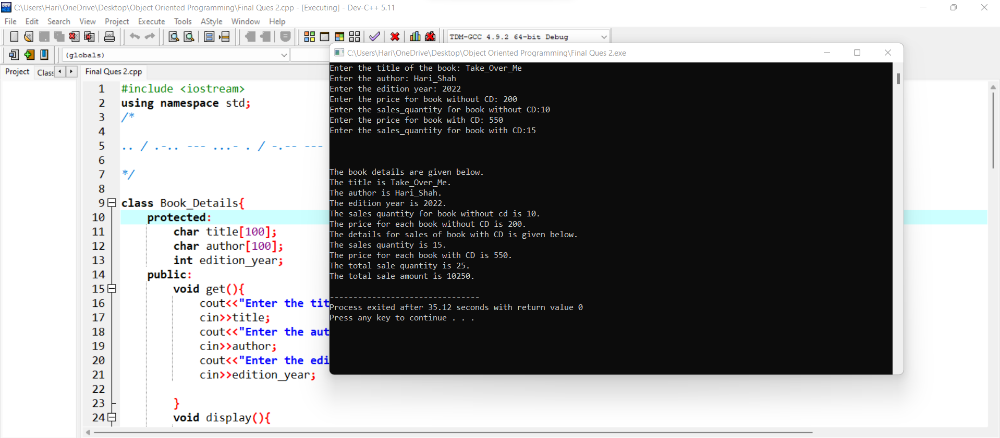 C:\Users\Hari\OneDrive\Desktop\Object Oriented Programming\Final Ques 2.cpp - [Executing] - Dev-C++ 5.11
File Edit Search View Project Execute Tools AStyle Window Help
TDM-GCC 4.9.2 64-bit Debug
(globals)
Project Clas
Final Ques 2.cpp
1 #include <iostream>
2 using namespace std;
3 /*
4
5 .. / .-.. --- ...- . / -.-- ---
6
7 */
8
9 class Book_Details{
10 protected:
11 char title[100];
12 char author[100];
13 int edition_year;
14 public:
15 void get(){
16 cout<<"Enter the tit
17 cin>>title;
18 cout<<"Enter the aut
19 cin>>author;
20 cout<<"Enter the edi
21 cin>>edition_year;
22
23 }
24 void display(){
C:\Users\Hari\OneDrive\Desktop\Object Oriented Programming\Final Ques 2.exe
Enter the title of the book: Take_Over_Me
Enter the author: Hari_Shah
Enter the edition year: 2022
Enter the price for book without CD: 200
Enter the sales_quantity for book without CD:10
Enter the price for book with CD: 550
Enter the sales_quantity for book with CD:15
The book details are given below.
The title is Take_Over_Me.
The author is Hari_Shah.
The edition year is 2022.
The sales quantity for book without cd is 10.
The price for each book without CD is 200.
The details for sales of book with CD is given below.
The sales quantity is 15.
The price for each book with CD is 550.
The total sale quantity is 25.
The total sale amount is 10250.
--------------------------------
Process exited after 35.12 seconds with return value 0
Press any key to continue . . .